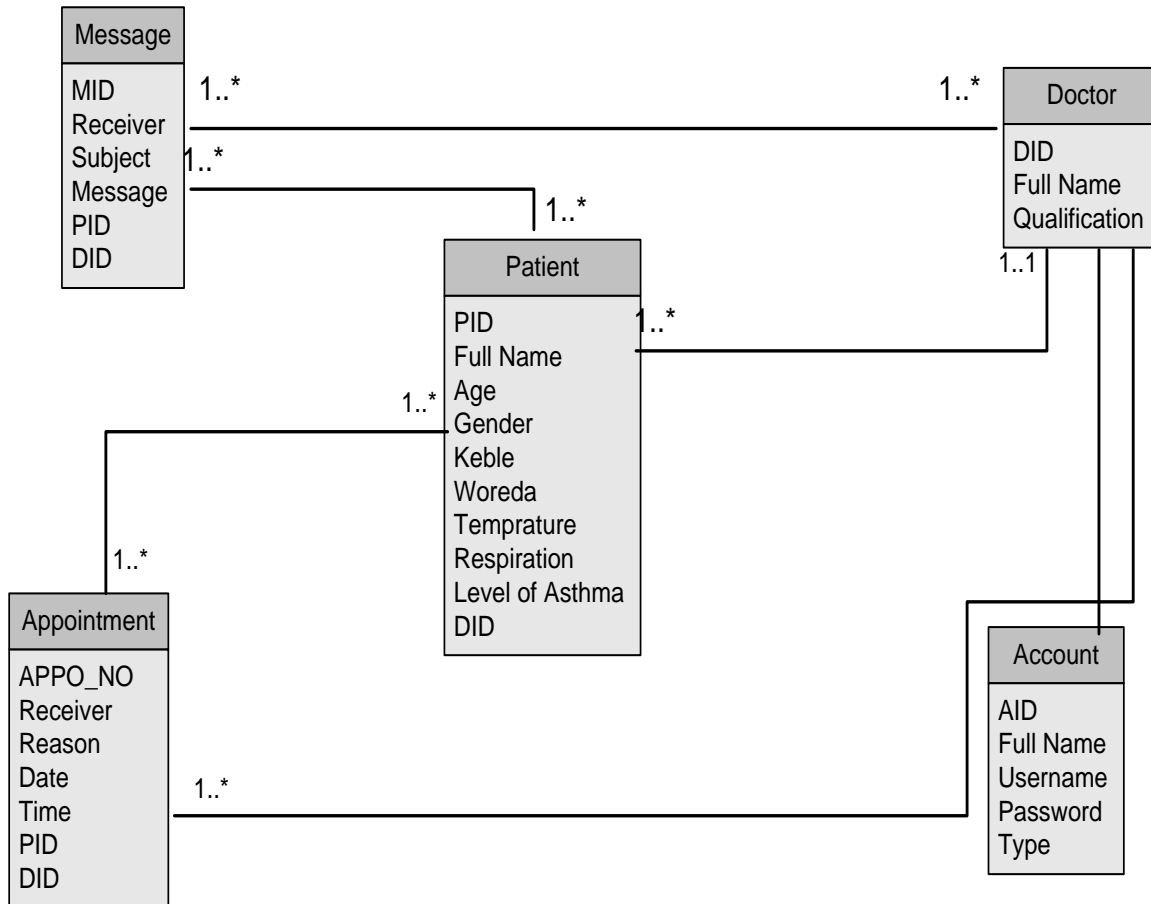 Message
MID
Receiver
Subject
Message
PID
DID
1..*
1..*
1..*
1..*
Doctor
DID
Full Name
Qualification
1..1
1..*
Patient
PID
Full Name
Age
Gender
Keble
Woreda
Temprature
Respiration
Level of Asthma
DID
1..*
1..*
Appointment
APPO_NO
Receiver
Reason
Date
Time
PID
DID
1..*
Account
AID
Full Name
Username
Password
Type